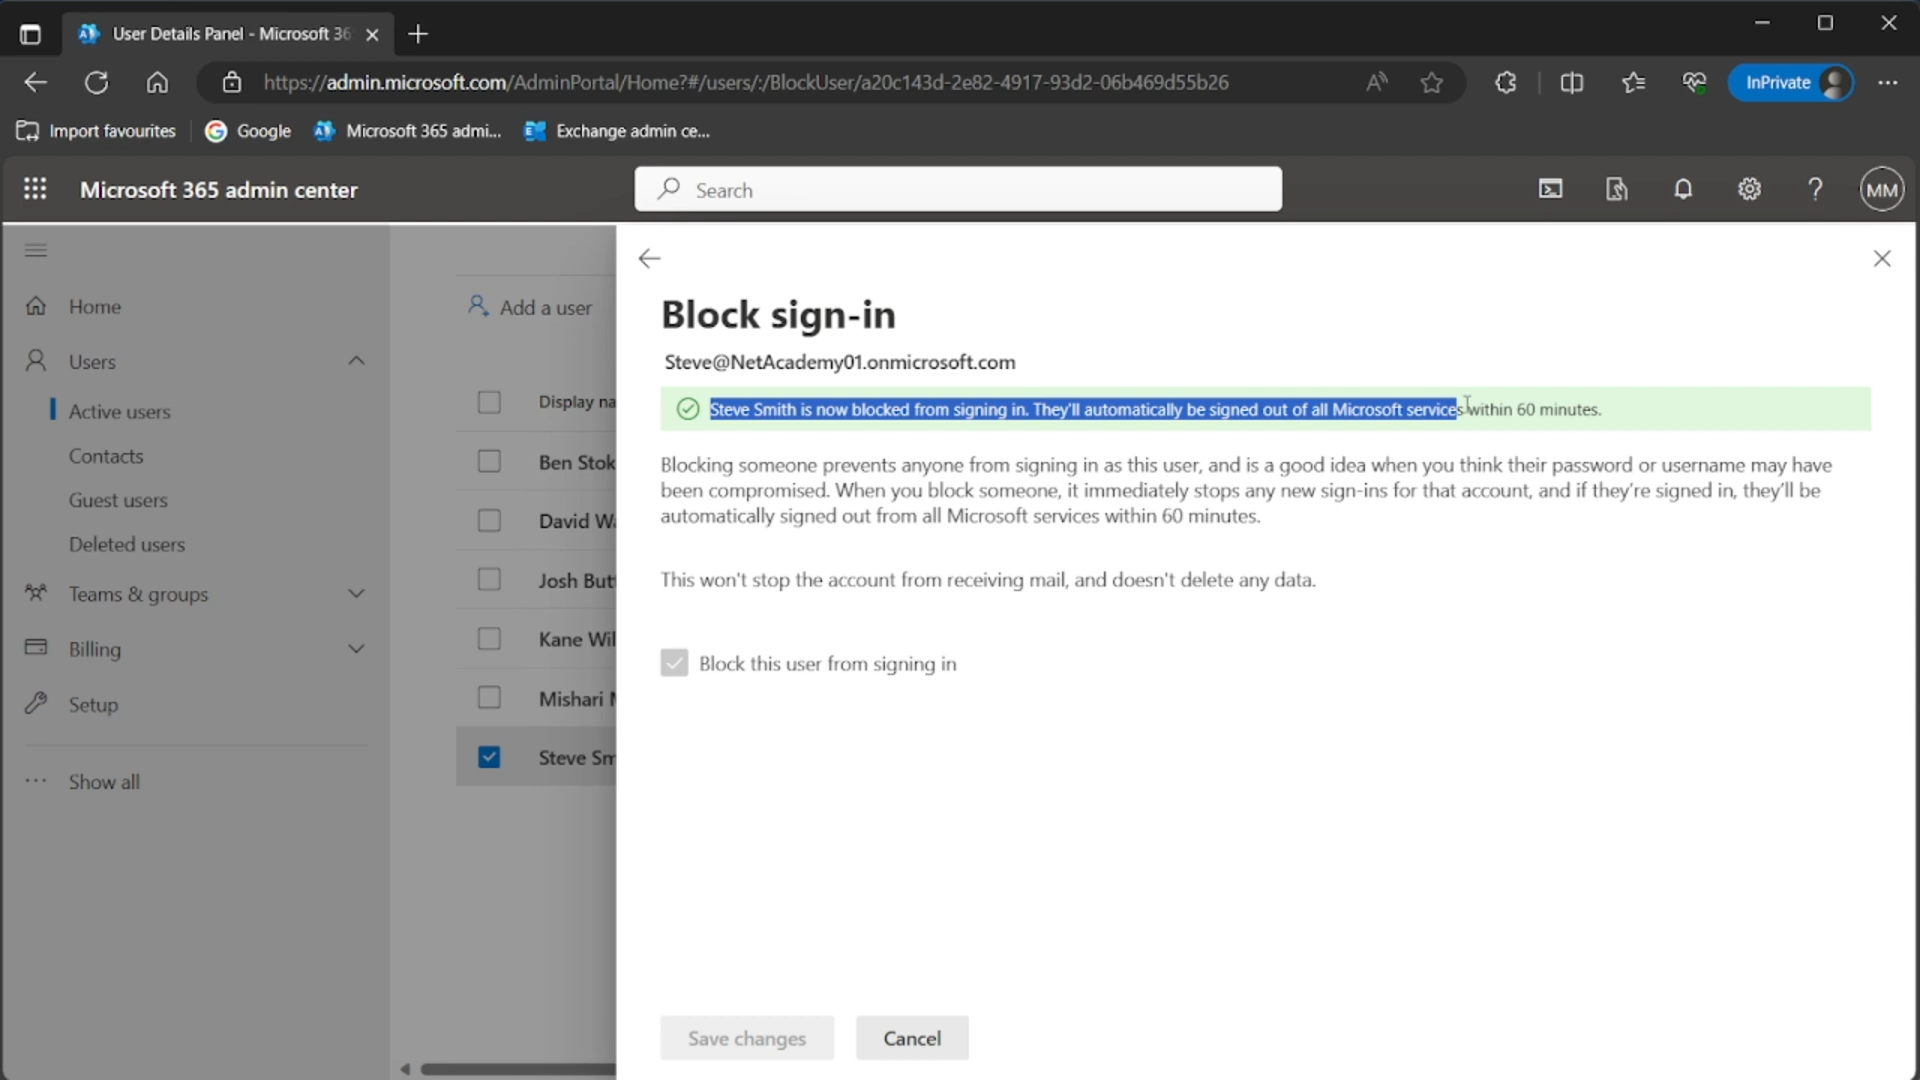 User Details Panel - Microsoft 36
https://admin.microsoft.com/AdminPortal/Home?#/users/:/BlockUser/a20c143d-2e82-4917-93d2-06b469d55b26
InPrivate
Import favourites
Google
Microsoft 365 admi...
Exchange admin ce...
Microsoft 365 admin center
Search
MM
Home
Users
Active users
Contacts
Guest users
Deleted users
Teams & groups
Billing
Setup
Show all
Add a user
Display na
Ben Stok
David Wa
Josh But
Kane Wil
Mishari M
Steve Sm
Block sign-in
Steve@NetAcademy01.onmicrosoft.com
Steve Smith is now blocked from signing in. They'll automatically be signed out of all Microsoft services within 60 minutes.
Blocking someone prevents anyone from signing in as this user, and is a good idea when you think their password or username may have
been compromised. When you block someone, it immediately stops any new sign-ins for that account, and if they're signed in, they'll be
automatically signed out from all Microsoft services within 60 minutes.
This won't stop the account from receiving mail, and doesn't delete any data.
Block this user from signing in
Save changes
Cancel